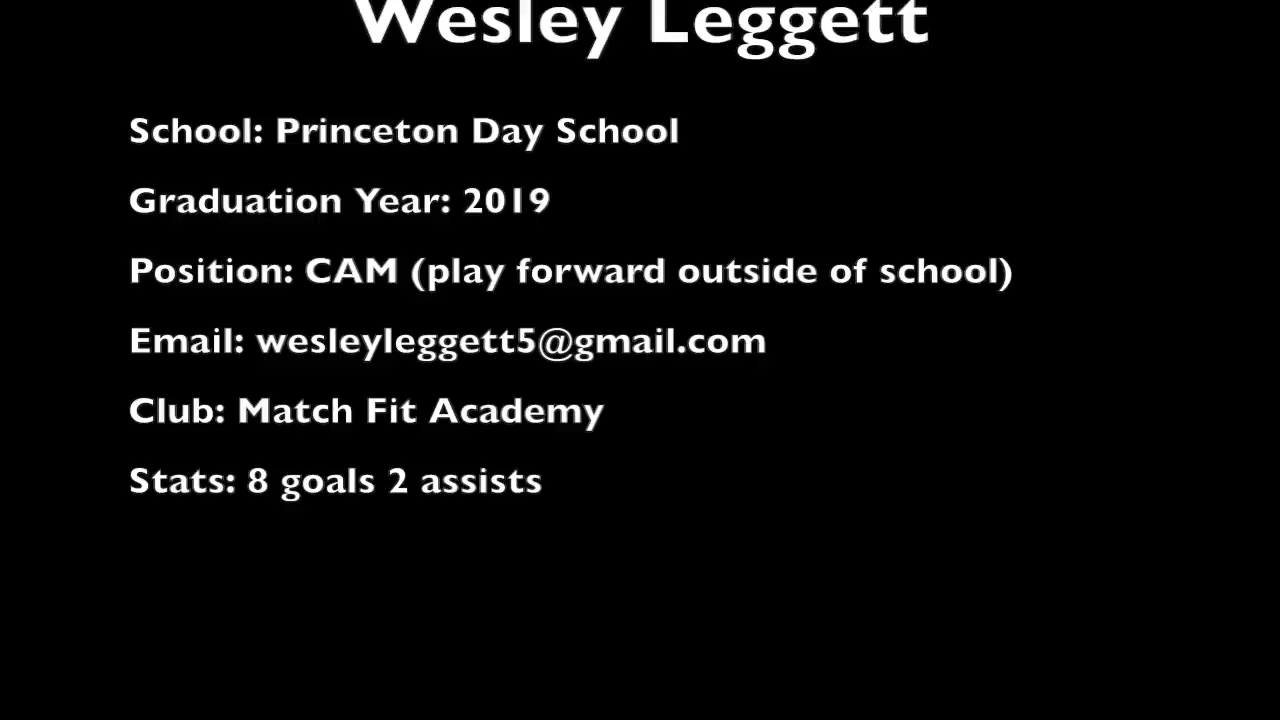 Wesley Leggett
School: Princeton Day School
Graduation Year: 2019
Position: CAM (play forward outside of school)
Email: wesleyleggett5@gmail.com
Club: Match Fit Academy
Stats: 8 goals 2 assists